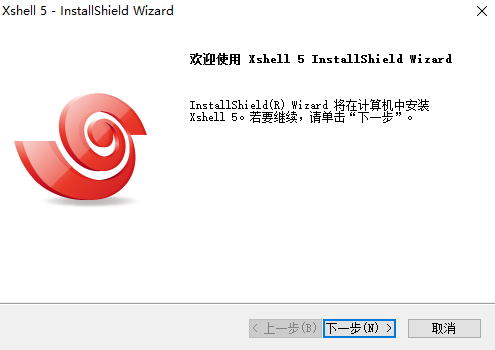 Xshell 5 - InstallShield Wizard
欢迎使用 Xshell 5 InstallShield Wizard
InstallShield(R) Wizard 将在计算机中安装
Xshell 5。若要继续，请单击“下一步”。
< 上一步(B)
下一步(N) >
取消